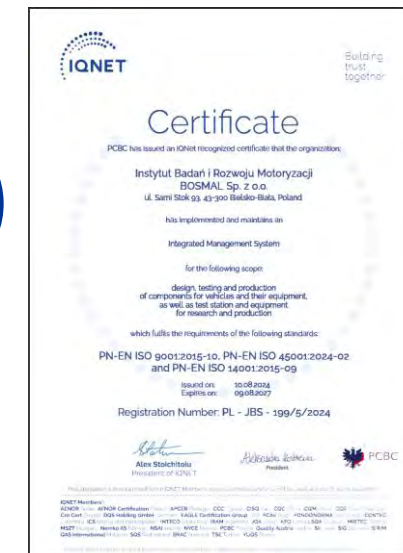 IQNET
Building
trust
together
Certificate
PCBC has issued an IQNet recognized certificate that the organization:
Instytut Badań i Rozwoju Motoryzacji
BOSMAL Sp. z o.o.
ul. Sarni Stok 93, 43-300 Bielsko-Biała, Poland
has implemented and maintains an
Integrated Management System
for the following scope:
design, testing and production
of components for vehicles and their equipment,
as well as test station and equipment
for research and production
which fulfils the requirements of the following standards:
PN-EN ISO 9001:2015-10, PN-EN ISO 45001:2024-02
and PN-EN ISO 14001:2015-09
Issued on: 10.08.2024
Expires on: 09.08.2027
Registration Number: PL - JBS - 199/5/2024
Alex Stoichitoiu
President of IQNET
President
PCBC
IQNET Members